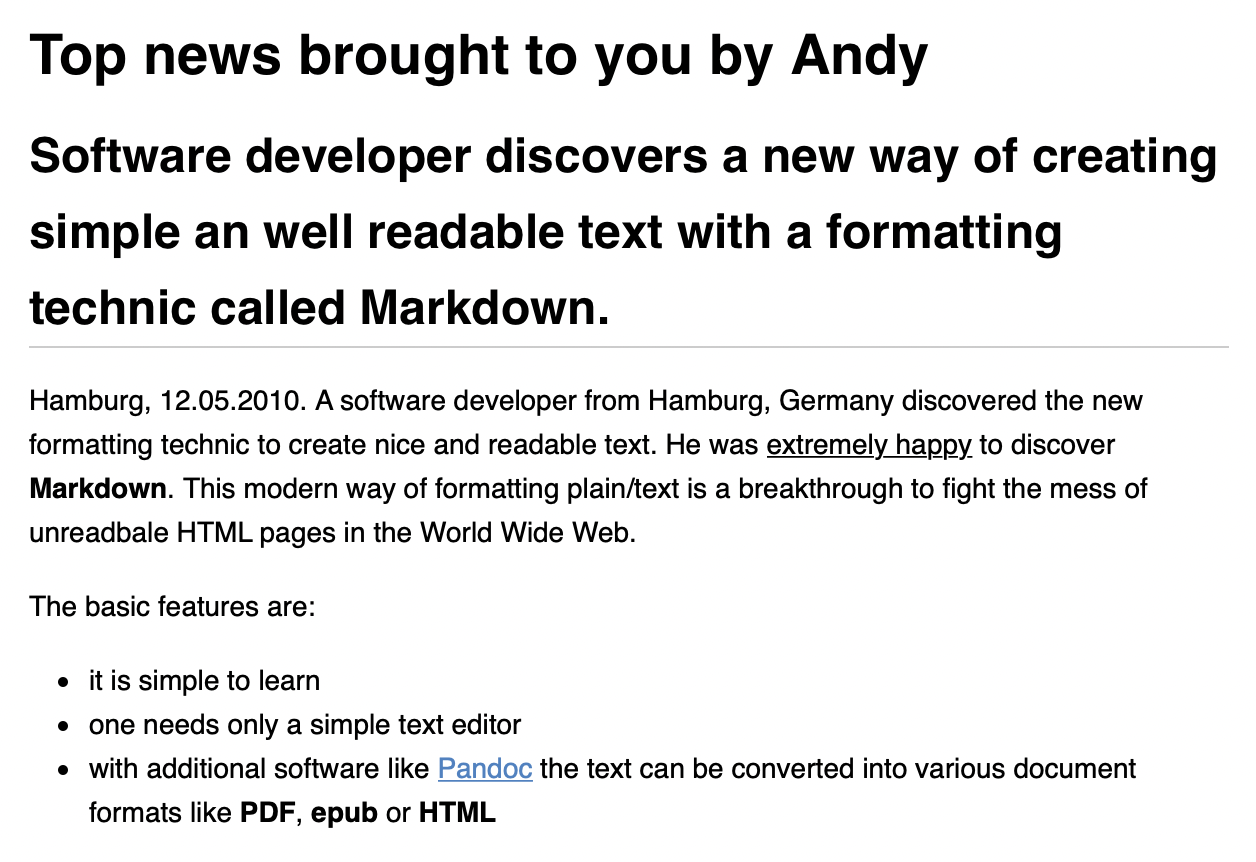 Top news brought to you by Andy
Software developer discovers a new way of creating
simple an well readable text with a formatting
technic called Markdown.
Hamburg, 12.05.2010. A software developer from Hamburg, Germany discovered the new
formatting technic to create nice and readable text. He was extremely happy to discover
Markdown. This modern way of formatting plain/text is a breakthrough to fight the mess of
unreadbale HTML pages in the World Wide Web.
The basic features are:
• it is simple to learn
• one needs only a simple text editor
• with additional software like Pandoc the text can be converted into various document
formats like PDF, epub or HTML